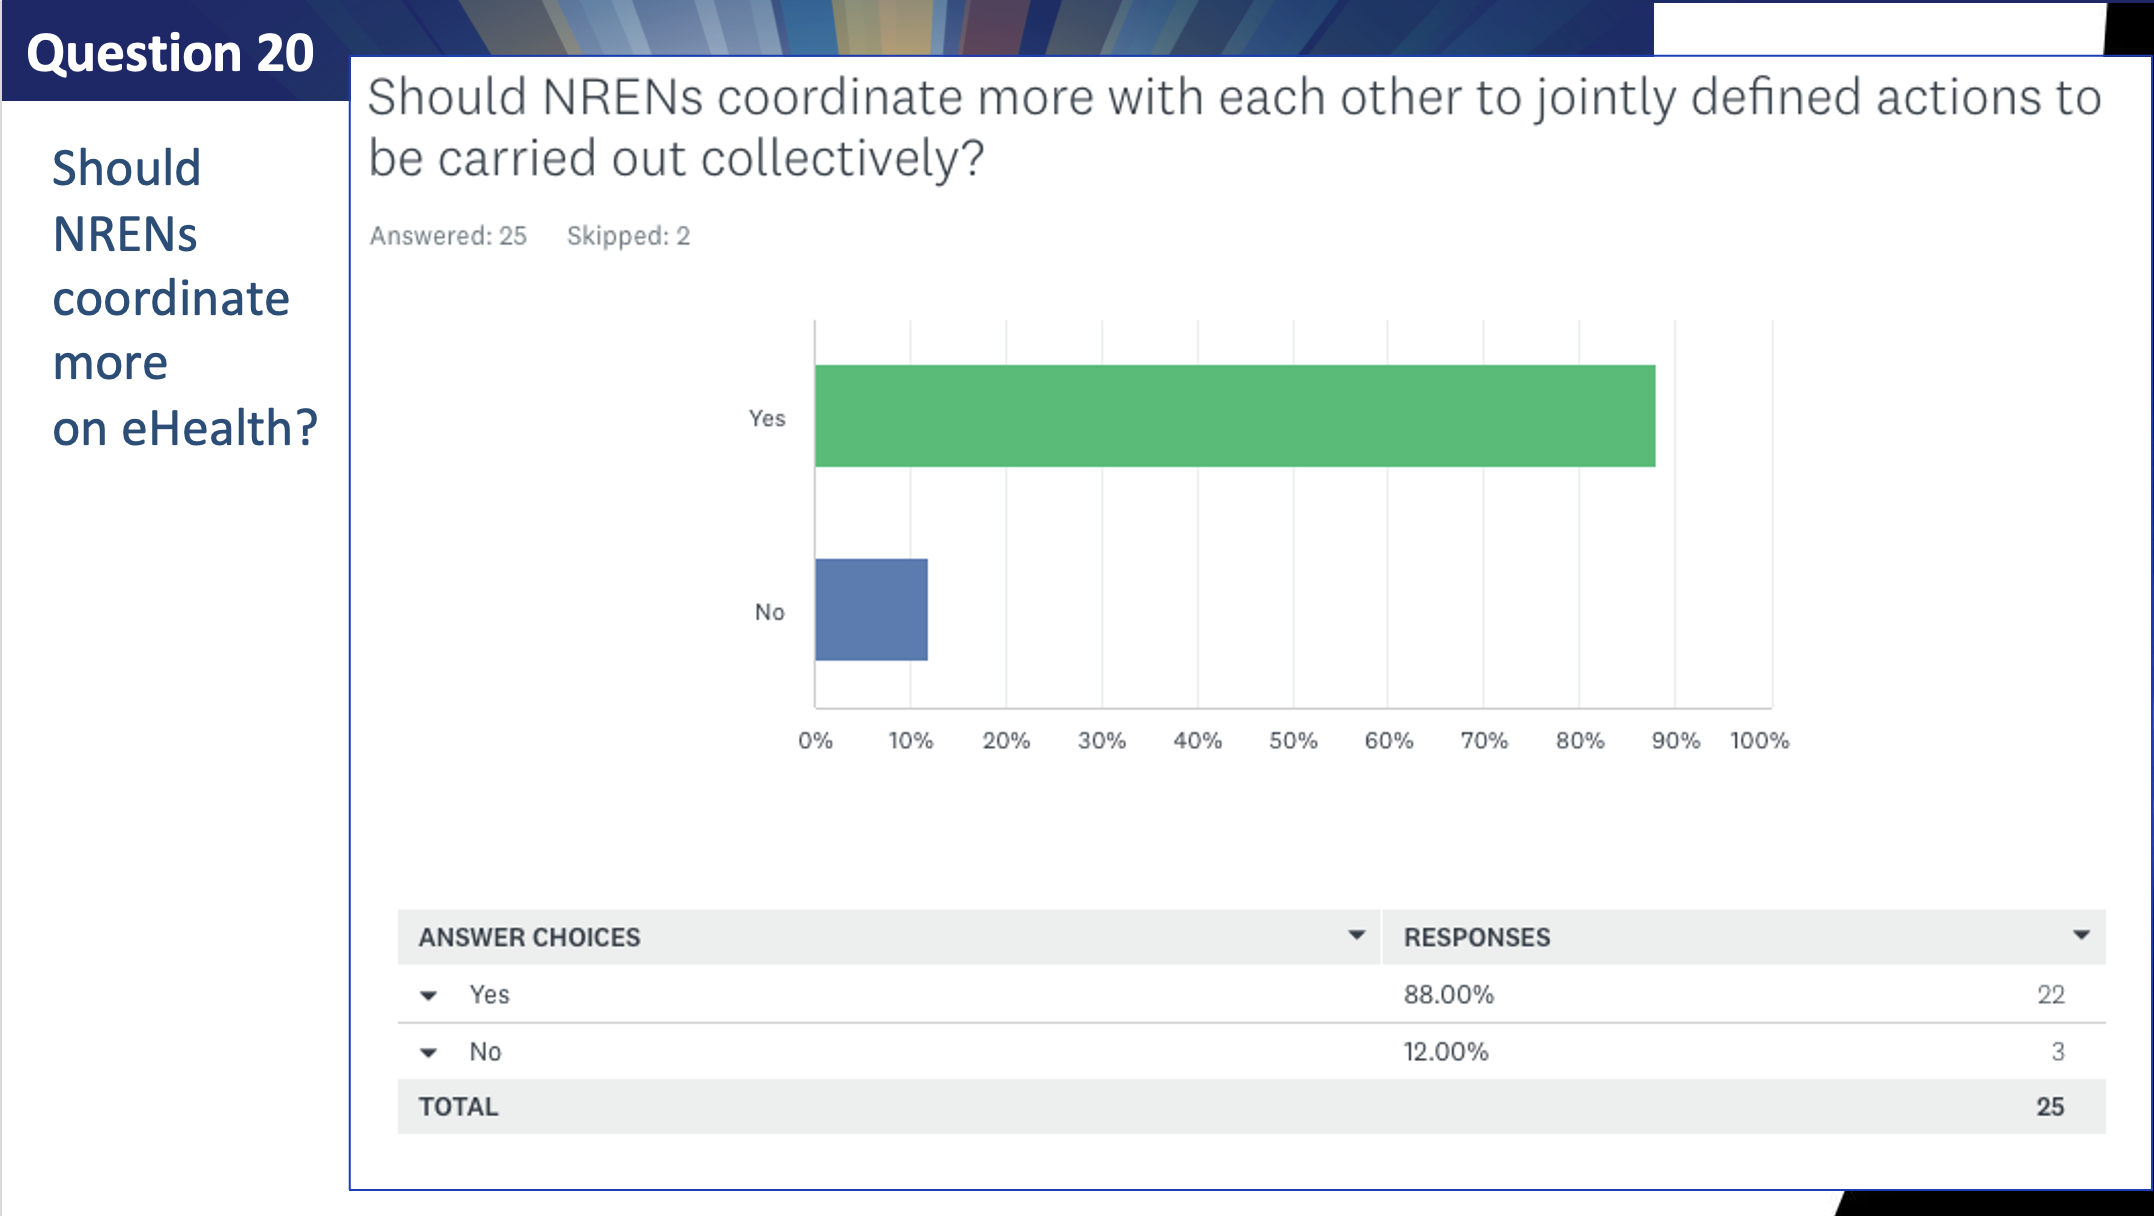 Question 20
Should
NRENs
coordinate
more
on eHealth?
Should NRENs coordinate more with each other to jointly defined actions to
be carried out collectively?
Answered: 25 Skipped: 2
Yes
No
0% 10% 20% 30% 40% 50% 60% 70% 80% 90% 100%
ANSWER CHOICES RESPONSES
Yes 88.00% 22
No 12.00% 3
TOTAL 25